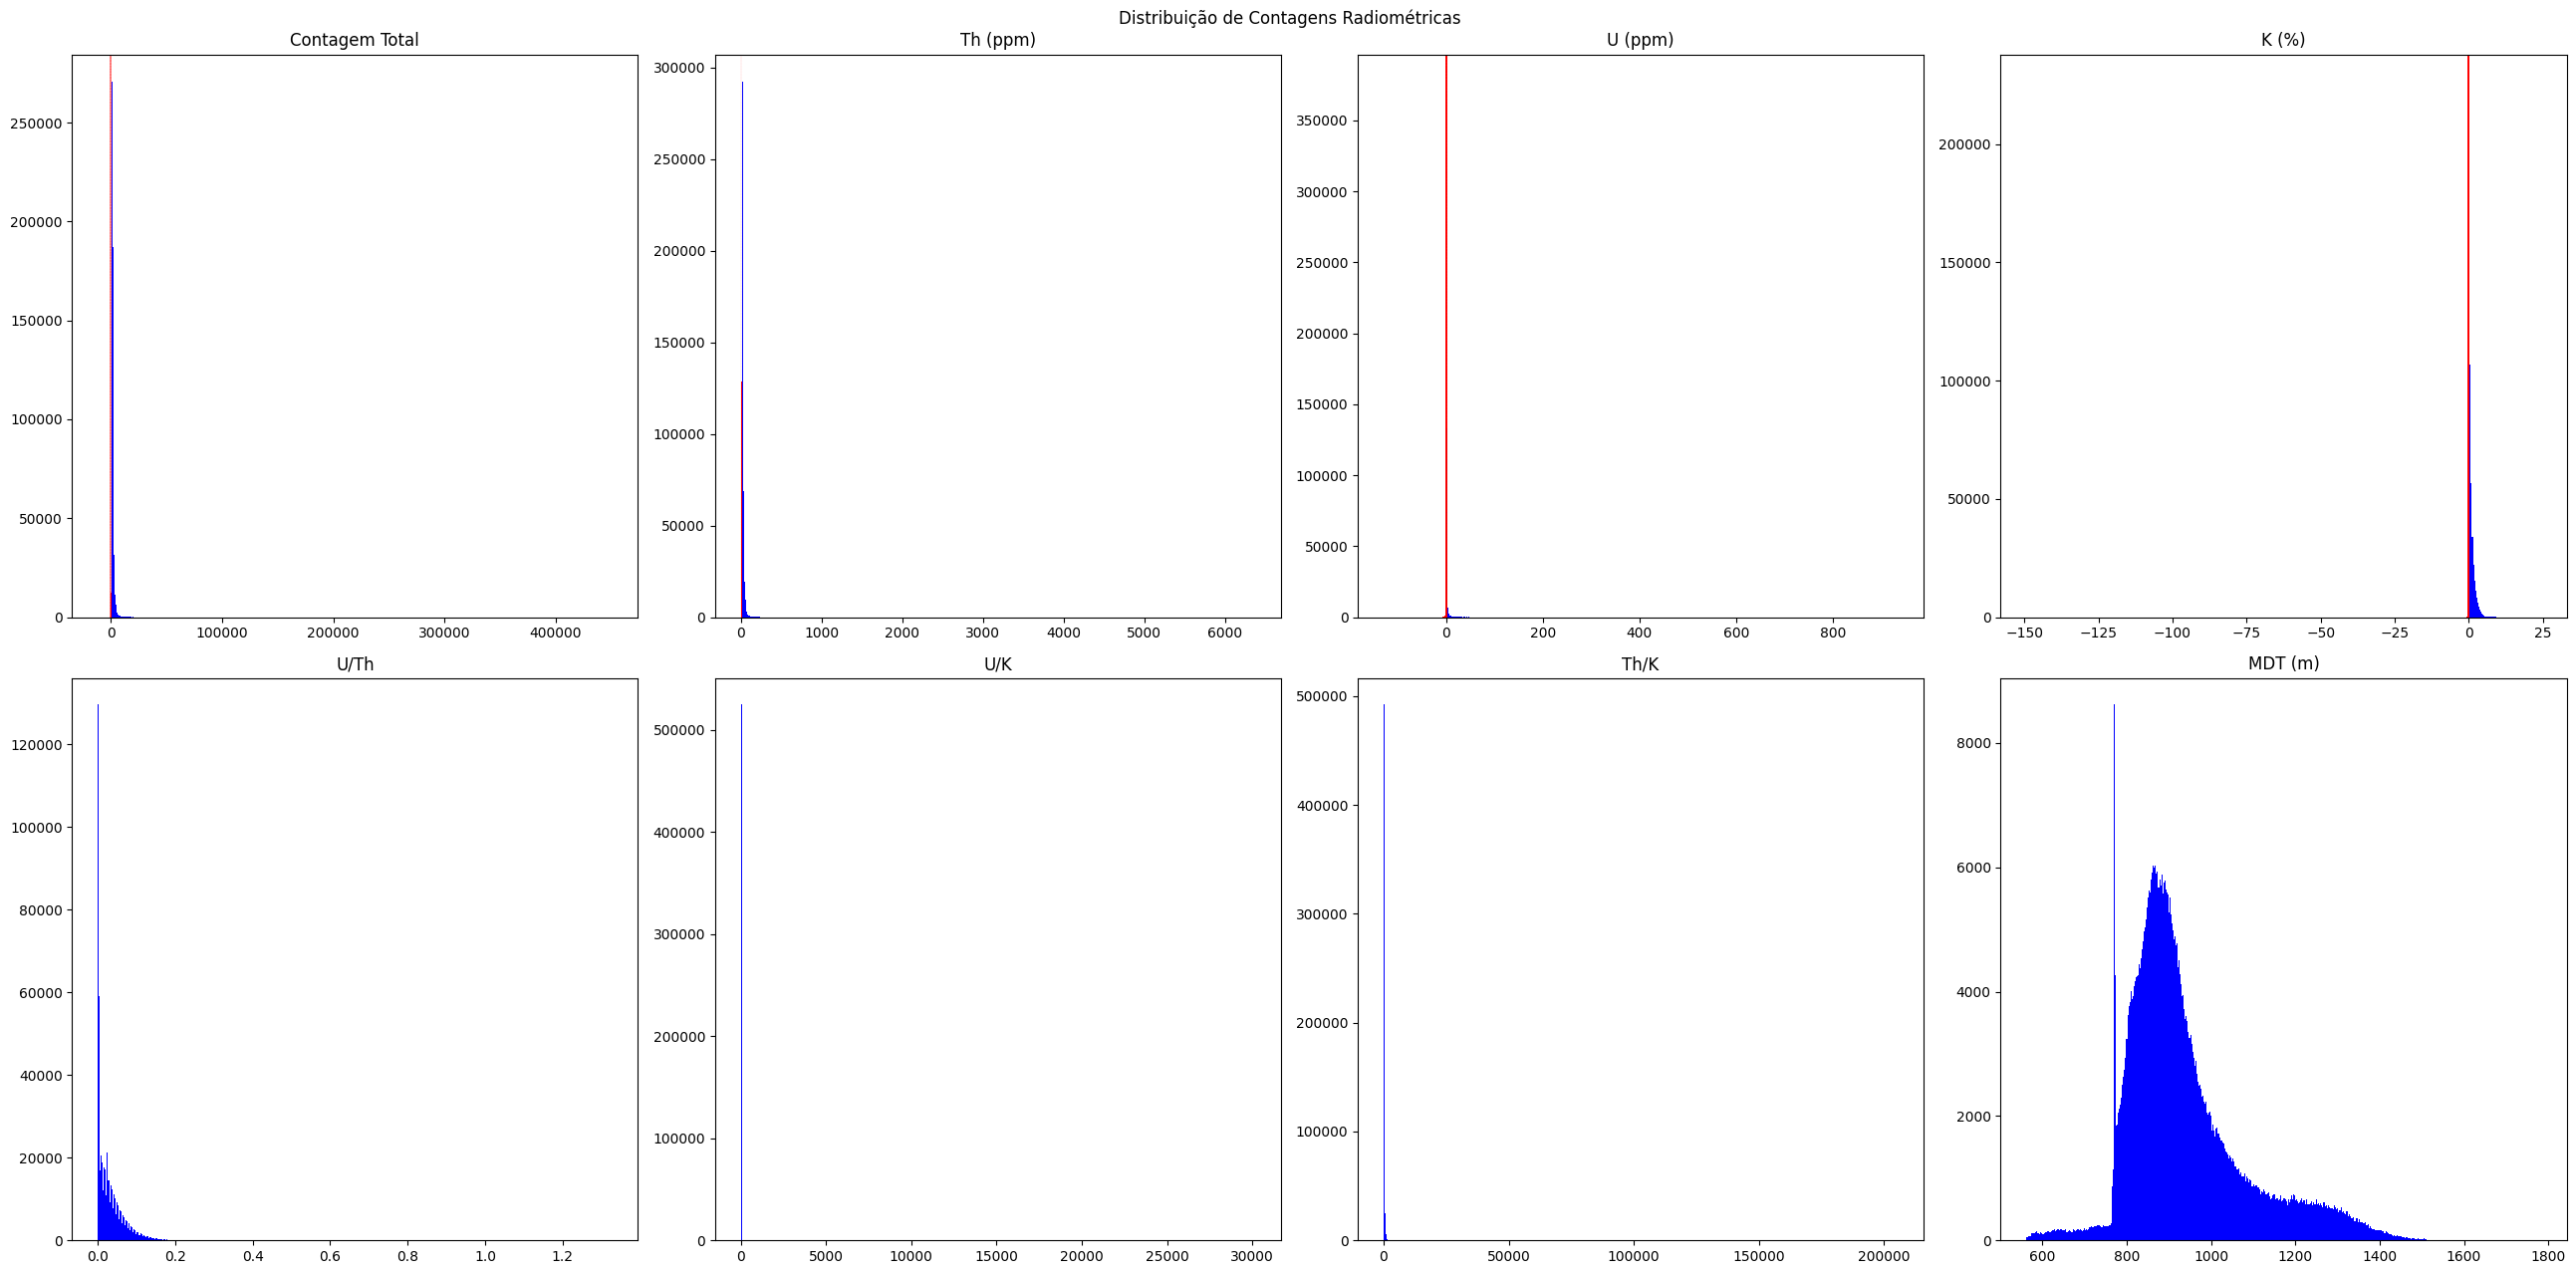 Distribuição de Contagens Radiométricas
Contagem Total
Th (ppm)
U (ppm)
K (%)
250000
200000
150000
100000
50000
0
0 100000 200000 300000 400000
300000
250000
200000
150000
100000
50000
0
0 1000 2000 3000 4000 5000 6000
350000
300000
250000
200000
150000
100000
50000
0
0 200 400 600 800
200000
150000
100000
50000
0
−150 −125 −100 −75 −50 −25 0 25
U/Th
U/K
Th/K
MDT (m)
120000
100000
80000
60000
40000
20000
0
0.0 0.2 0.4 0.6 0.8 1.0 1.2
500000
400000
300000
200000
100000
0
0 5000 10000 15000 20000 25000 30000
500000
400000
300000
200000
100000
0
0 50000 100000 150000 200000
8000
6000
4000
2000
0
600 800 1000 1200 1400 1600 1800